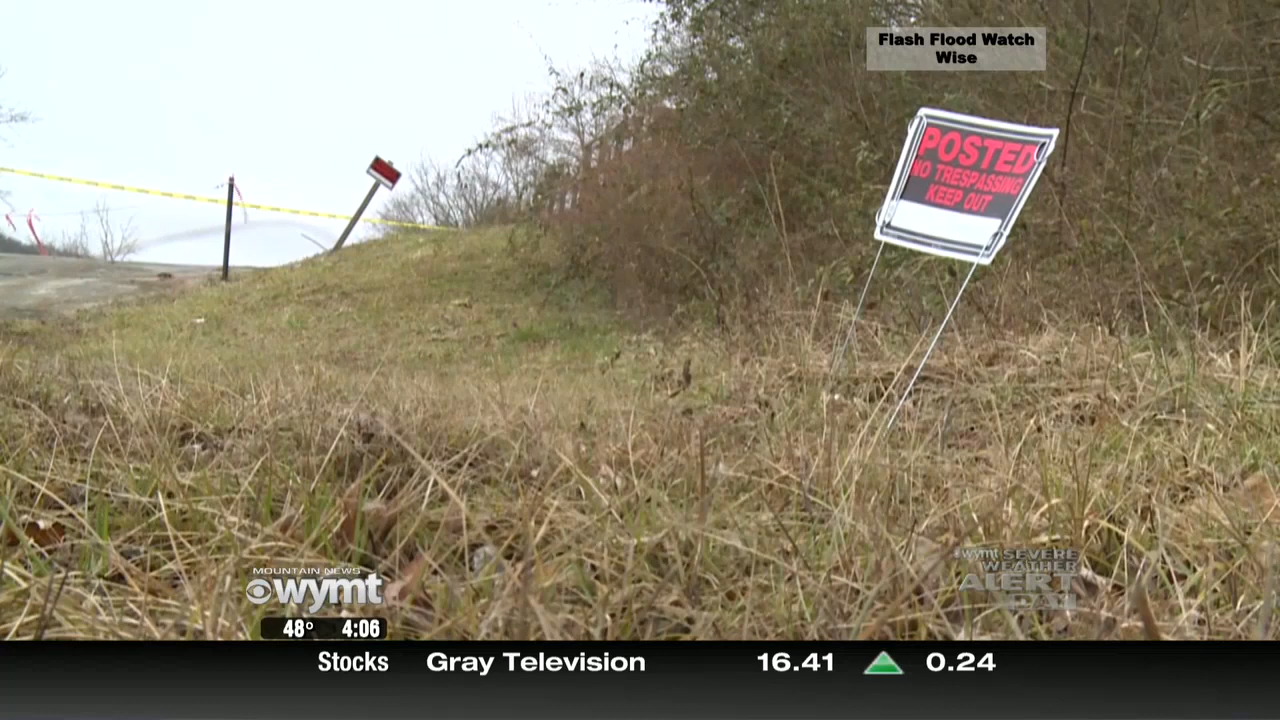 Flash Flood Watch
Wise
POSTED
NO TRESPASSING
KEEP OUT
MOUNTAIN NEWS
wymt
48° 4:06
wymt SEVERE
WEATHER
ALERT
Stocks Gray Television 16.41 0.24